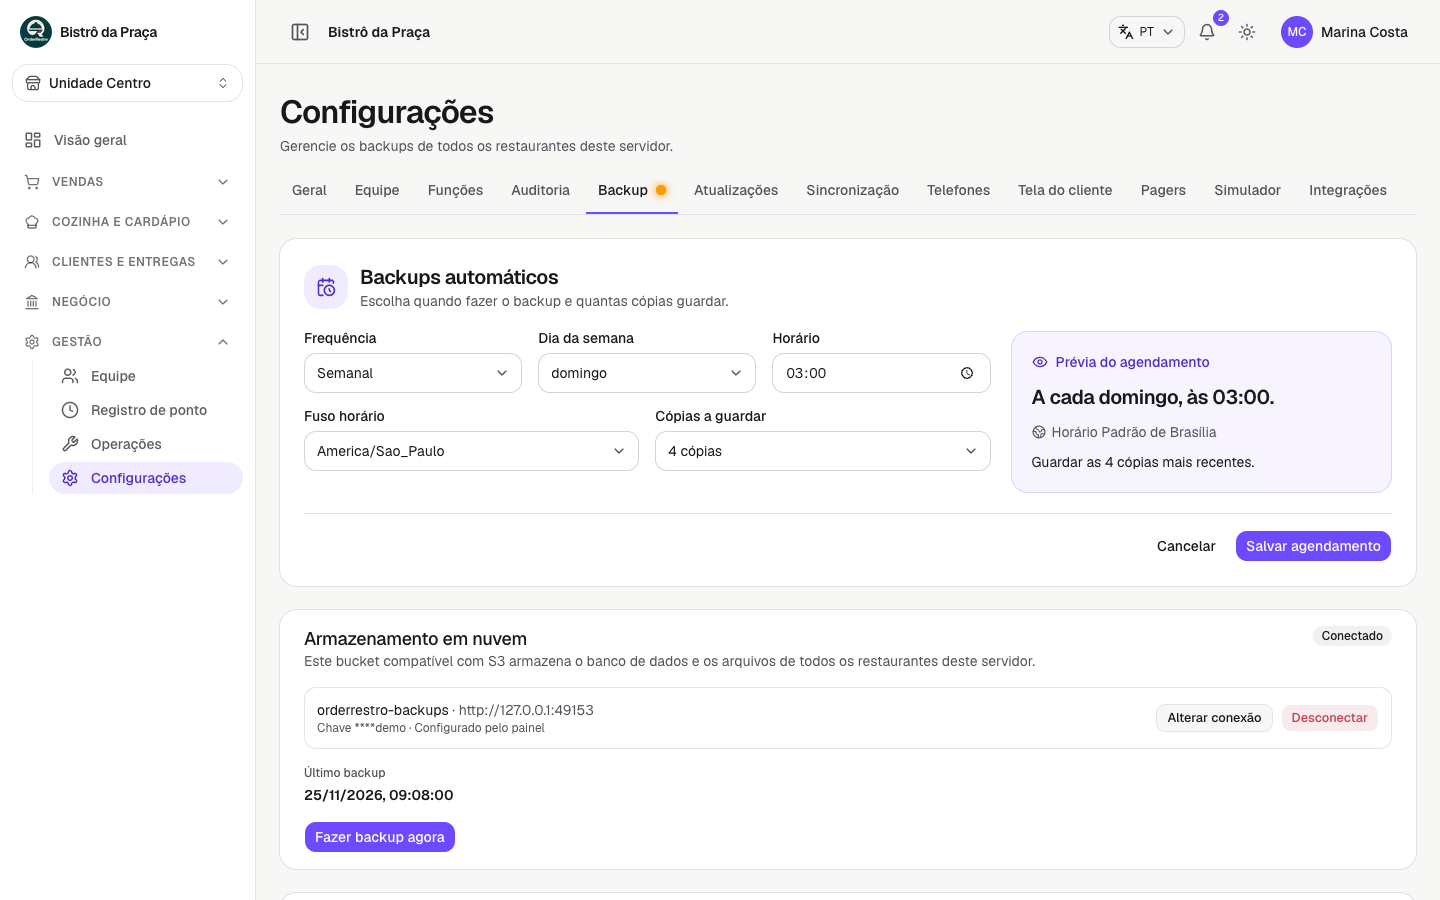 Bistrô da Praça
Unidade Centro
Visão geral
VENDAS
COZINHA E CARDÁPIO
CLIENTES E ENTREGAS
NEGÓCIO
GESTÃO
Equipe
Registro de ponto
Operações
Configurações
Bistrô da Praça
PT
2
MC
Marina Costa
Configurações
Gerencie os backups de todos os restaurantes deste servidor.
Geral
Equipe
Funções
Auditoria
Backup
Atualizações
Sincronização
Telefones
Tela do cliente
Pagers
Simulador
Integrações
Backups automáticos
Escolha quando fazer o backup e quantas cópias guardar.
Frequência
Semanal
Dia da semana
domingo
Horário
03:00
Fuso horário
America/Sao_Paulo
Cópias a guardar
4 cópias
Prévia do agendamento
A cada domingo, às 03:00.
Horário Padrão de Brasília
Guardar as 4 cópias mais recentes.
Cancelar
Salvar agendamento
Armazenamento em nuvem
Conectado
Este bucket compatível com S3 armazena o banco de dados e os arquivos de todos os restaurantes deste servidor.
orderrestro-backups · http://127.0.0.1:49153
Chave ****demo · Configurado pelo painel
Alterar conexão
Desconectar
Último backup
25/11/2026, 09:08:00
Fazer backup agora